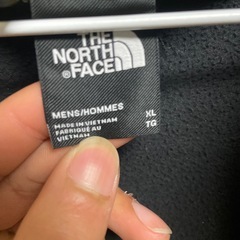 THE
NORTH
FACE
MENS/HOMMES
XL
MADE IN VIETNAM
TG
FABRIQUÉ AU
VIETNAM